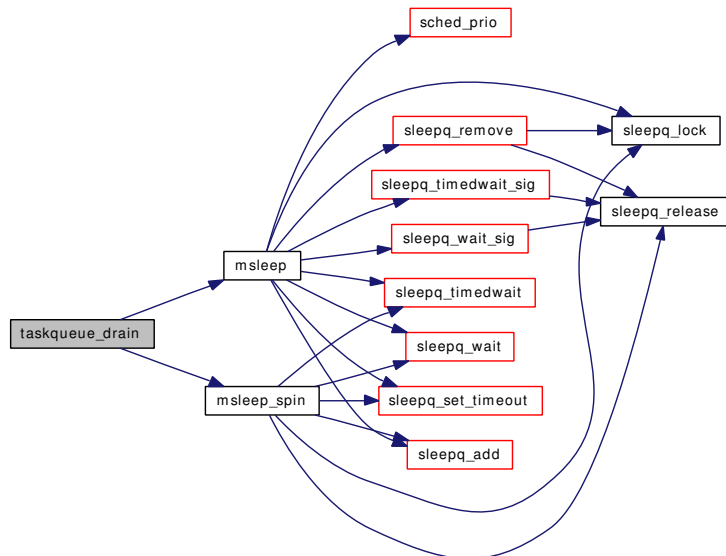 sched_prio
sleepq_remove
sleepq_lock
sleepq_timedwait_sig
sleepq_release
sleepq_wait_sig
msleep
sleepq_timedwait
taskqueue_drain
sleepq_wait
msleep_spin
sleepq_set_timeout
sleepq_add